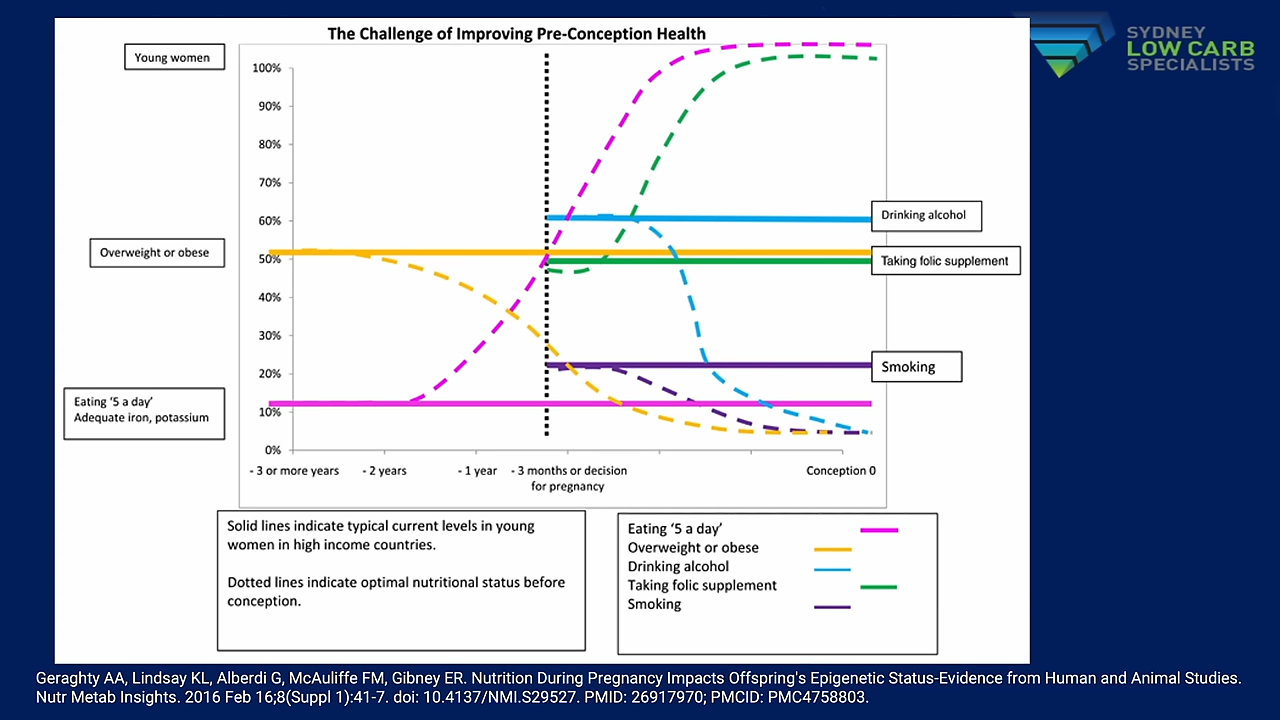 The Challenge of Improving Pre-Conception Health
SYDNEY
LOW CARB
SPECIALISTS
Young women
100%
90%
80%
70%
60%
50%
40%
30%
20%
10%
0%
Overweight or obese
Eating ‘5 a day’
Adequate iron, potassium
Drinking alcohol
Taking folic supplement
Smoking
- 3 or more years
- 2 years
- 1 year
- 3 months or decision
for pregnancy
Conception 0
Solid lines indicate typical current levels in young
women in high income countries.
Dotted lines indicate optimal nutritional status before
conception.
Eating ‘5 a day’
Overweight or obese
Drinking alcohol
Taking folic supplement
Smoking
Geraghty AA, Lindsay KL, Alberdi G, McAuliffe FM, Gibney ER. Nutrition During Pregnancy Impacts Offspring's Epigenetic Status-Evidence from Human and Animal Studies.
Nutr Metab Insights. 2016 Feb 16;8(Suppl 1):41-7. doi: 10.4137/NMI.S29527. PMID: 26917970; PMCID: PMC4758803.